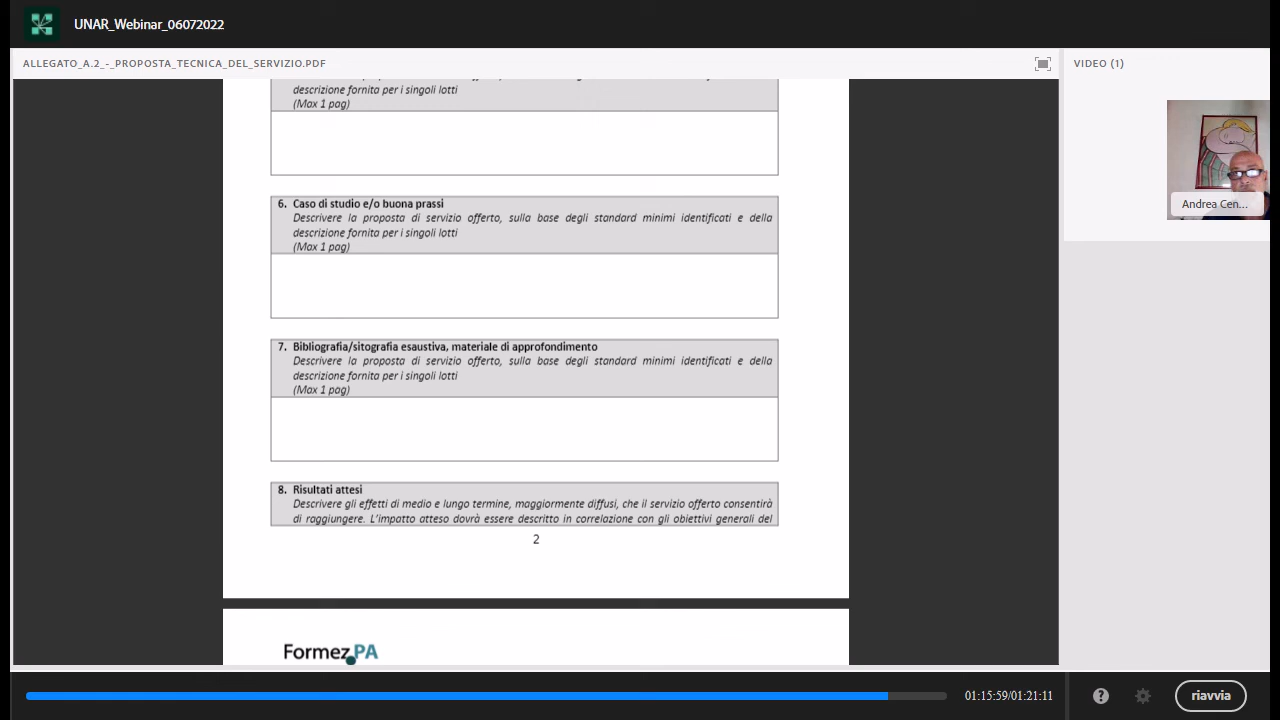 UNAR_Webinar_06072022
ALLEGATO_A.2_-_PROPOSTA_TECNICA_DEL_SERVIZIO.PDF
VIDEO (1)
descrizione fornita per i singoli lotti
(Max 1 pag)
6. Caso di studio e/o buona prassi
Descrivere la proposta di servizio offerto, sulla base degli standard minimi identificati e della
descrizione fornita per i singoli lotti
(Max 1 pag)
7. Bibliografia/sitografia esaustiva, materiale di approfondimento
Descrivere la proposta di servizio offerto, sulla base degli standard minimi identificati e della
descrizione fornita per i singoli lotti
(Max 1 pag)
8. Risultati attesi
Descrivere gli effetti di medio e lungo termine, maggiormente diffusi, che il servizio offerto consentirà
di raggiungere. L'impatto atteso dovrà essere descritto in correlazione con gli obiettivi generali del
2
Formez PA
Andrea Cen...
01:15:59/01:21:11
?
riavvia